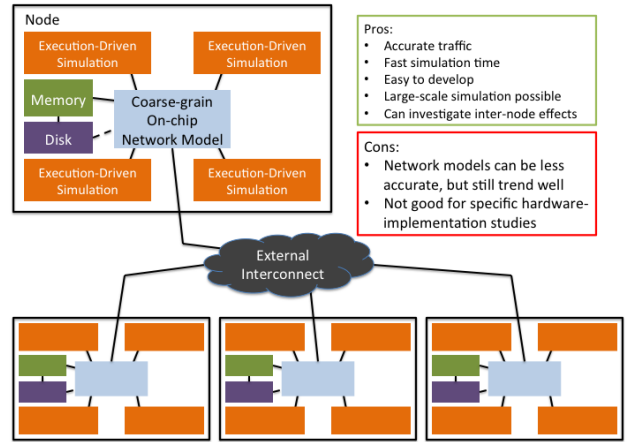 Node
Execution-Driven
Simulation
Execution-Driven
Simulation
Memory
Disk
Coarse-grain
On-chip
Network Model
Execution-Driven
Simulation
Execution-Driven
Simulation
Pros:
• Accurate traffic
• Fast simulation time
• Easy to develop
• Large-scale simulation possible
• Can investigate inter-node effects
Cons:
• Network models can be less
accurate, but still trend well
• Not good for specific hardware-
implementation studies
External
Interconnect